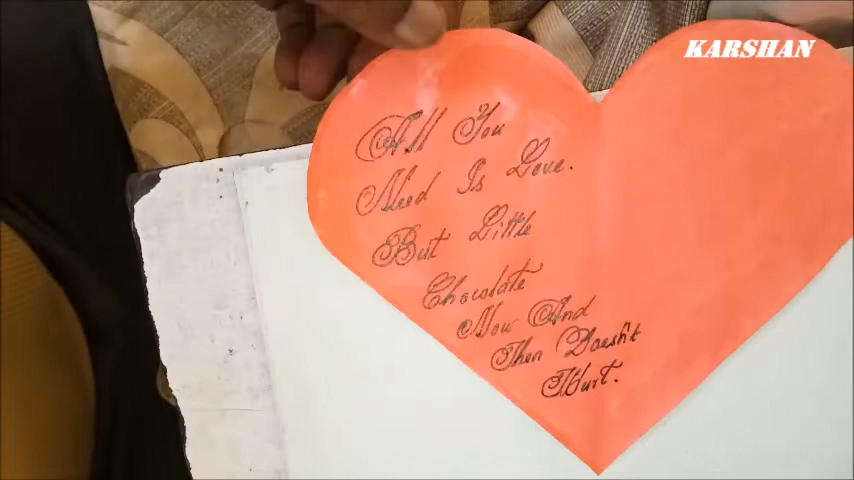 KARSHAN
All You
Need Is Love.
But Little
Chocolate
Now And
Then Doesn't
Hurt.